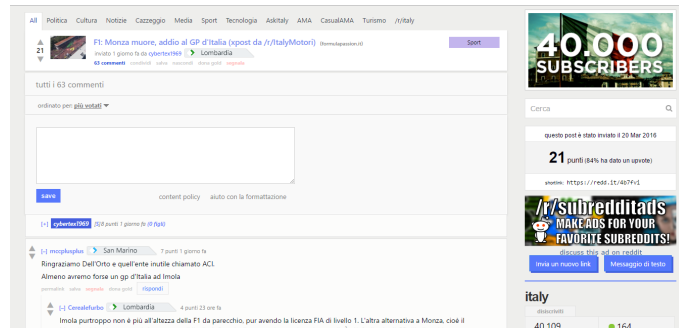 All Politica Cultura Notizie Cazzeggio Media Sport Tecnologia AskItaly AMA CasualAMA Turismo /r/italy
21
F1: Monza muore, addio al GP d'Italia (xpost da /r/ItalyMotori) (formulapassion.it)
Sport
inviato 1 giorno fa da cybertext1969 Lombardia
63 commenti condividi salva nascondi dona gold segnala
tutti i 63 commenti
ordinato per: più votati
save
content policy aiuto con la formattazione
[+] cybertext1969 [S] 8 punti 1 giorno fa (0 figli)
[-] mccplusplus San Marino 7 punti 1 giorno fa
Ringraziamo Dell'Orto e quell'ente inutile chiamato ACI.
Almeno avremo forse un gp d'Italia ad Imola
permalink salva segnala dona gold rispondi
[-] Cerealefurbo Lombardia 4 punti 23 ore fa
Imola purtroppo non è più all'altezza della F1 da parecchio, pur avendo la licenza FIA di livello 1. L'altra alternativa a Monza, cioè il
40.000
SUBSCRIBERS
Cerca
questo post è stato inviato il 20 Mar 2016
21 punti (84% ha dato un upvote)
shortlink: https://redd.it/4b7fv1
/r/subredditads
MAKE ADS FOR YOUR
FAVORITE SUBREDDITS!
discuss this ad on reddit
Invia un nuovo link
Messaggio di testo
italy
disiscriviti
40.109 164